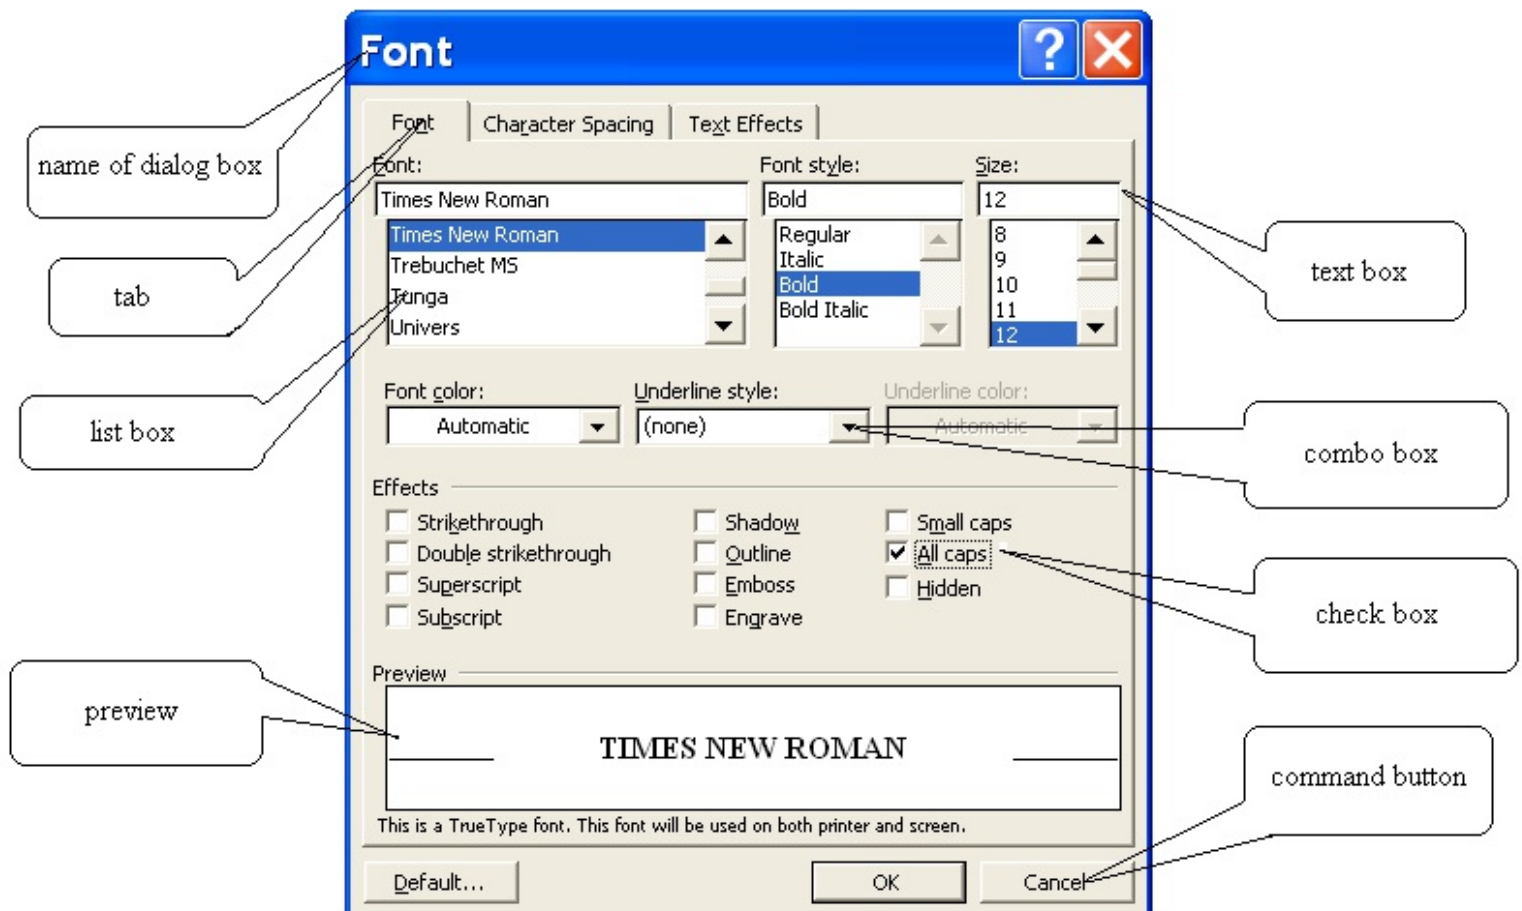 Font
?
Font
Character Spacing
Text Effects
name of dialog box
Font:
Font style:
Size:
Times New Roman
Bold
12
Times New Roman
Trebuchet MS
Tunga
Univers
Regular
Italic
Bold
Bold Italic
8
9
10
11
12
text box
tab
Font color:
Underline style:
Underline color:
Automatic
(none)
Automatic
list box
combo box
Effects
Strikethrough
Shadow
Small caps
Double strikethrough
Outline
All caps
Superscript
Emboss
Hidden
Subscript
Engrave
check box
Preview
preview
TIMES NEW ROMAN
command button
This is a TrueType font. This font will be used on both printer and screen.
Default...
OK
Cancel